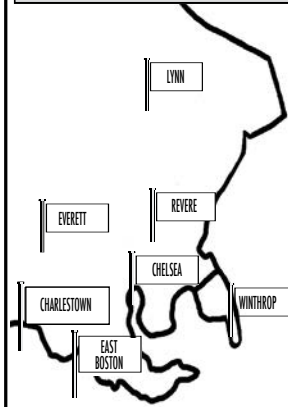 LYNN
REVERE
EVERETT
CHELSEA
CHARLESTOWN
WINTHROP
EAST
BOSTON